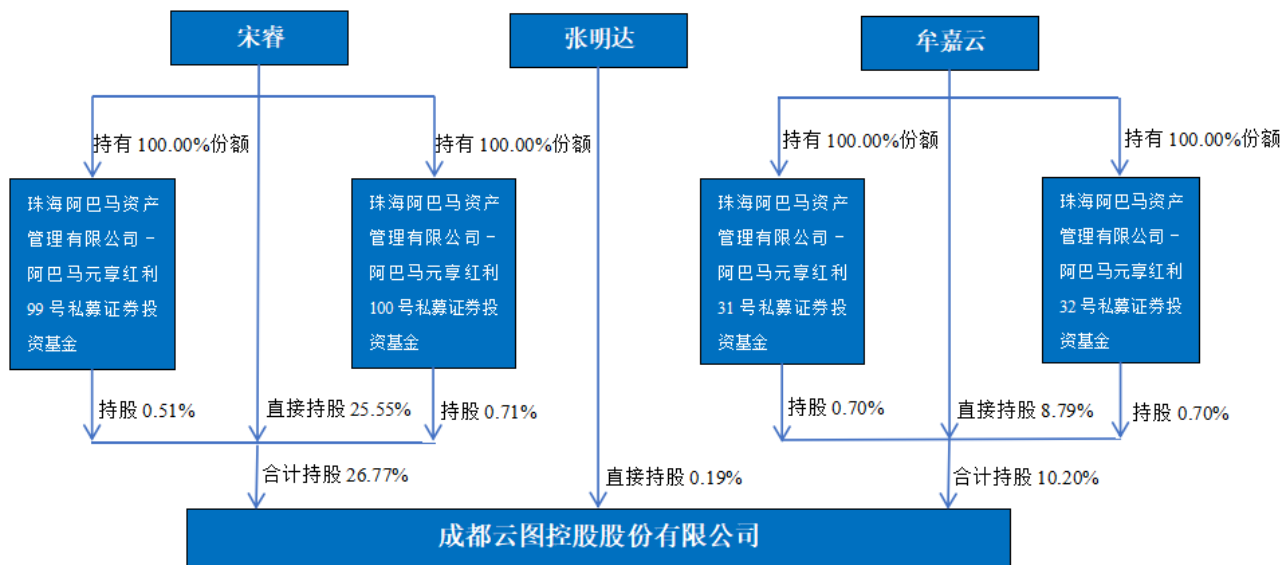 宋睿
张明达
牟嘉云
持有 100.00%份额
持有 100.00%份额
持有 100.00%份额
持有 100.00%份额
珠海阿巴马资产
管理有限公司－
阿巴马元享红利
99 号私募证券投
资基金
珠海阿巴马资产
管理有限公司－
阿巴马元享红利
100 号私募证券投
资基金
珠海阿巴马资产
管理有限公司－
阿巴马元享红利
31 号私募证券投
资基金
珠海阿巴马资产
管理有限公司－
阿巴马元享红利
32 号私募证券投
资基金
持股 0.51%
直接持股 25.55%
持股 0.71%
持股 0.70%
直接持股 8.79%
持股 0.70%
合计持股 26.77%
直接持股 0.19%
合计持股 10.20%
成都云图控股股份有限公司